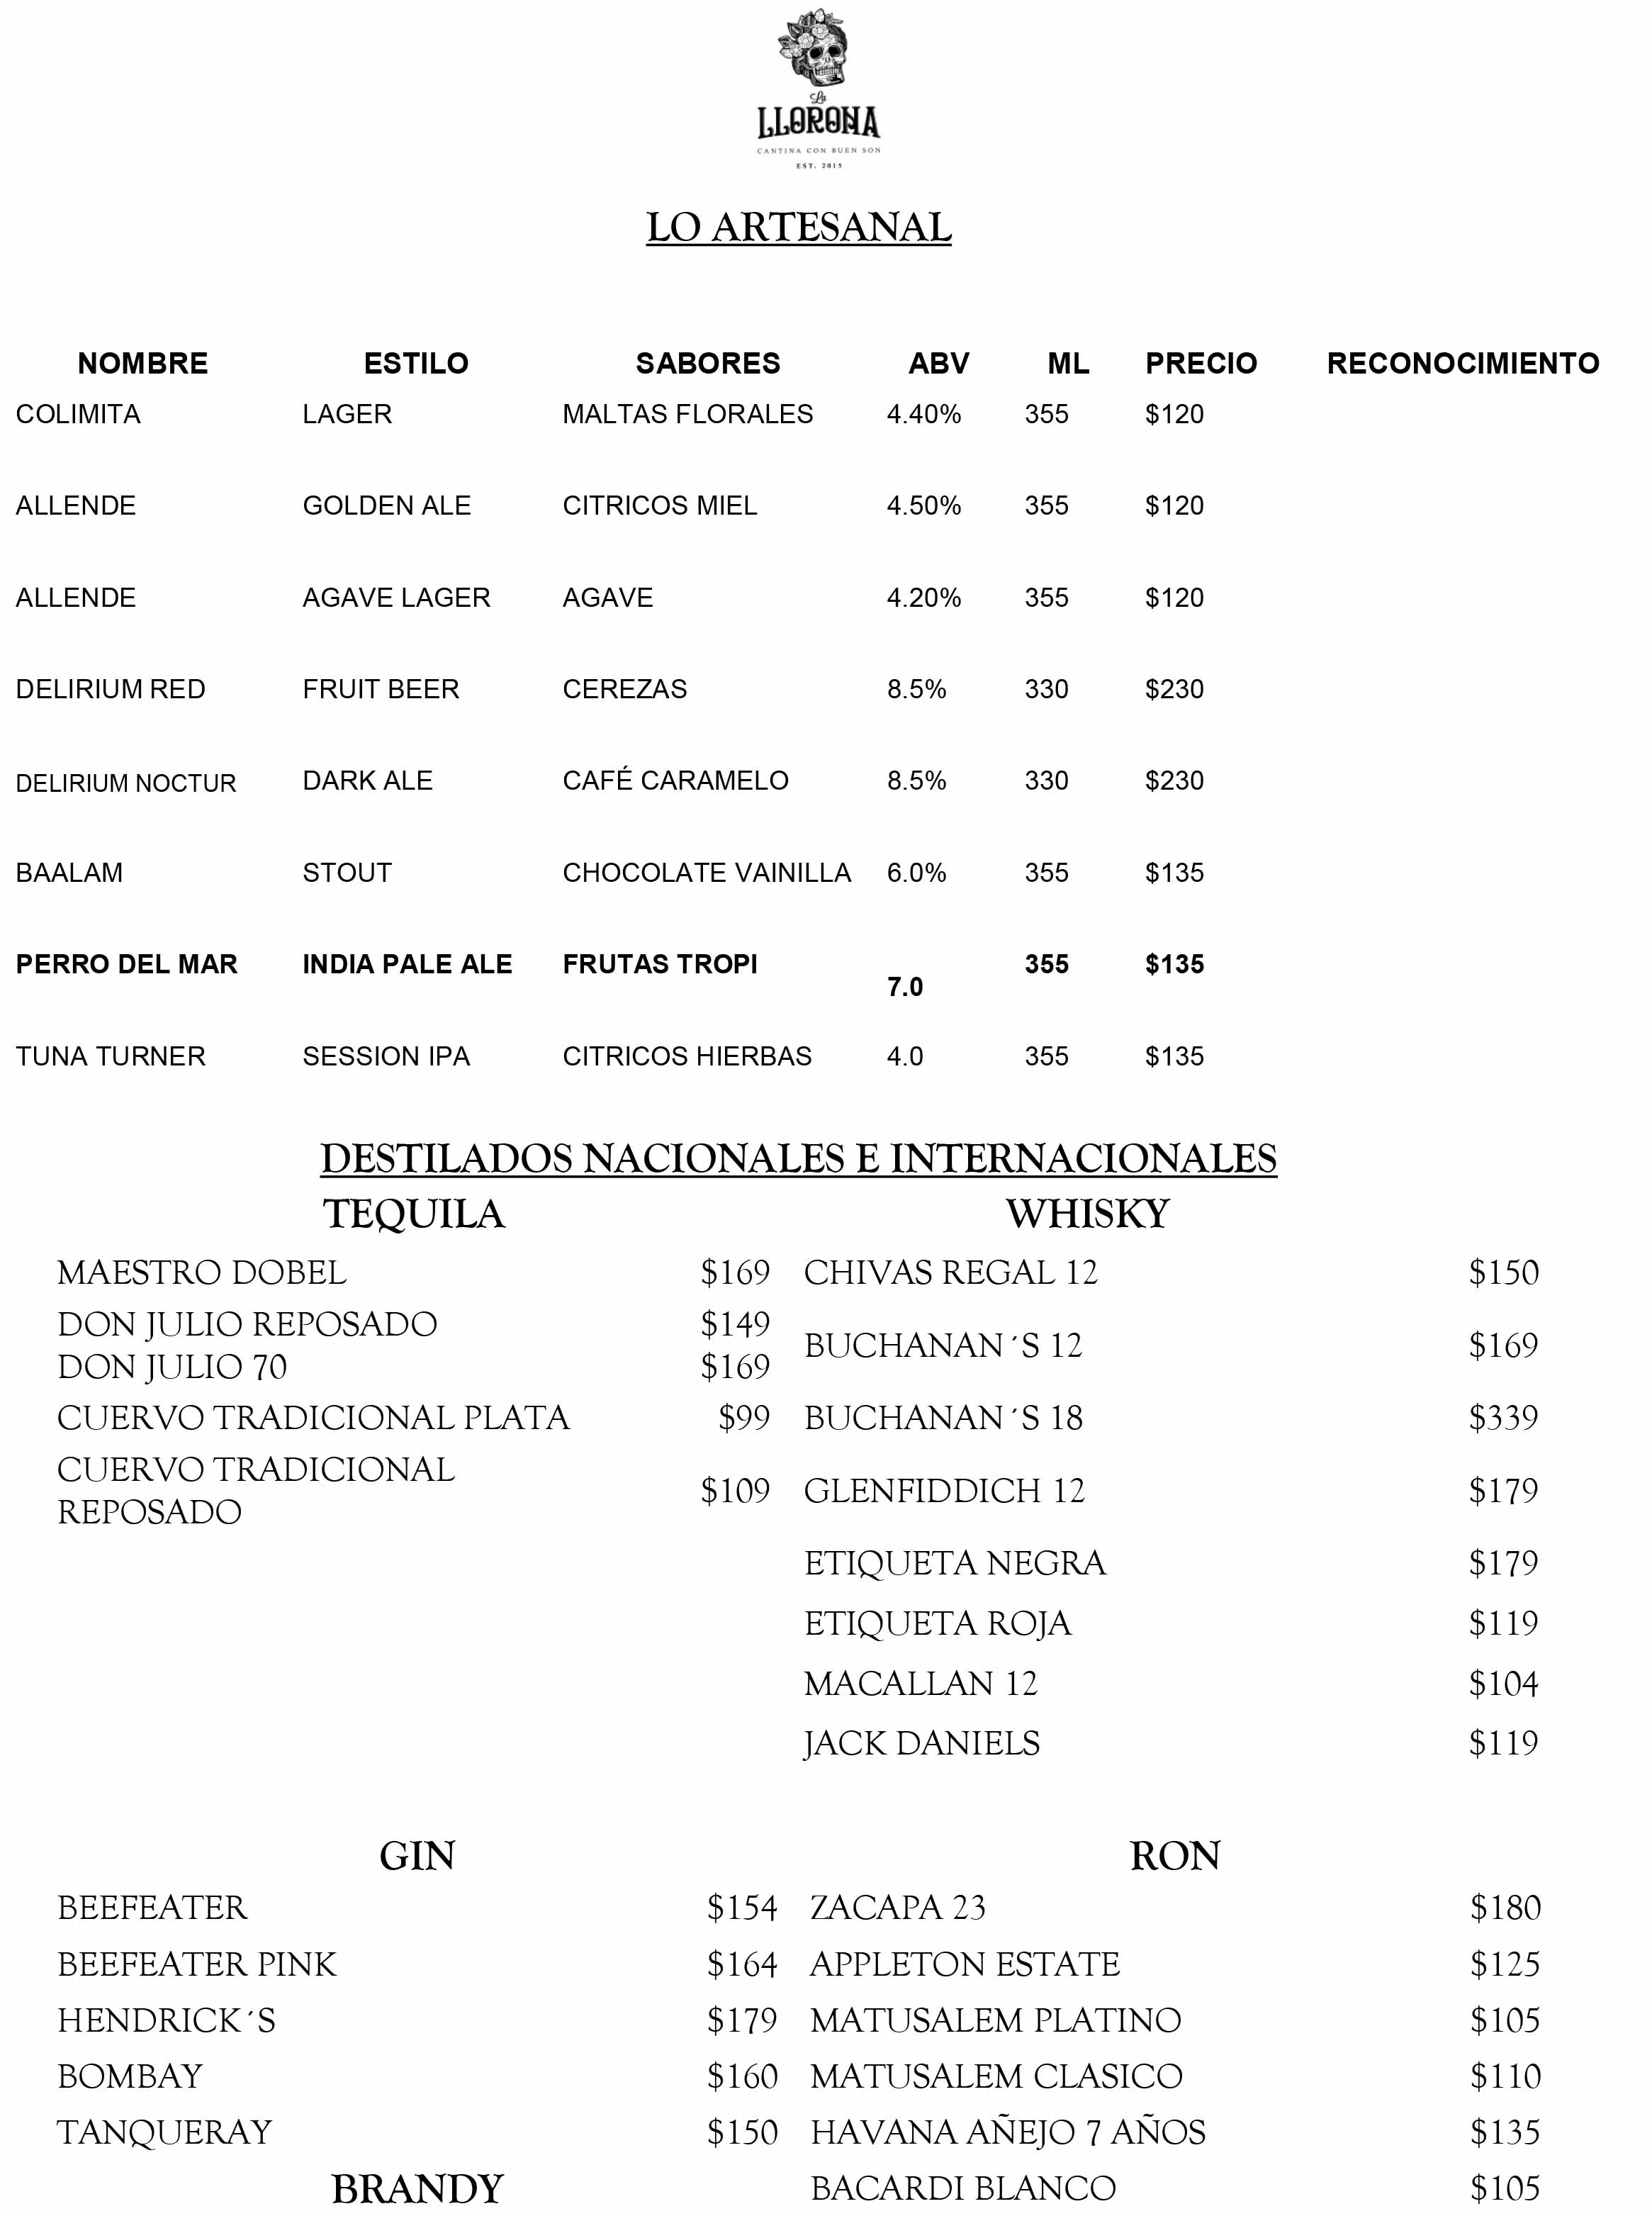 La
LLORONA
CANTINA CON BUEN SON
EST. 2015
LO ARTESANAL
NOMBRE ESTILO SABORES ABV ML PRECIO RECONOCIMIENTO
COLIMITA LAGER MALTAS FLORALES 4.40% 355 $120
ALLENDE GOLDEN ALE CITRICOS MIEL 4.50% 355 $120
ALLENDE AGAVE LAGER AGAVE 4.20% 355 $120
DELIRIUM RED FRUIT BEER CEREZAS 8.5% 330 $230
DELIRIUM NOCTUR DARK ALE CAFÉ CARAMELO 8.5% 330 $230
BAALAM STOUT CHOCOLATE VAINILLA 6.0% 355 $135
PERRO DEL MAR INDIA PALE ALE FRUTAS TROPI 7.0 355 $135
TUNA TURNER SESSION IPA CITRICOS HIERBAS 4.0 355 $135
DESTILADOS NACIONALES E INTERNACIONALES
TEQUILA
MAESTRO DOBEL $169
DON JULIO REPOSADO $149
DON JULIO 70 $169
CUERVO TRADICIONAL PLATA $99
CUERVO TRADICIONAL
REPOSADO $109
WHISKY
CHIVAS REGAL 12 $150
BUCHANAN´S 12 $169
BUCHANAN´S 18 $339
GLENFIDDICH 12 $179
ETIQUETA NEGRA $179
ETIQUETA ROJA $119
MACALLAN 12 $104
JACK DANIELS $119
GIN
BEEFEATER $154
BEEFEATER PINK $164
HENDRICK´S $179
BOMBAY $160
TANQUERAY $150
BRANDY
RON
ZACAPA 23 $180
APPLETON ESTATE $125
MATUSALEM PLATINO $105
MATUSALEM CLASICO $110
HAVANA AÑEJO 7 AÑOS $135
BACARDI BLANCO $105